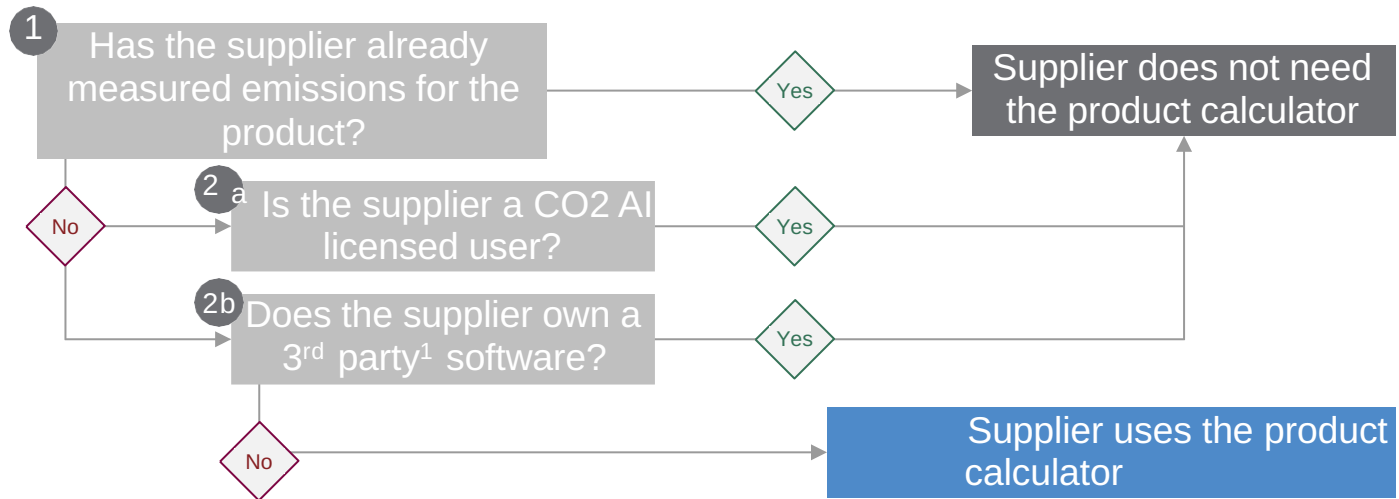 1
Has the supplier already
measured emissions for the
product?
Yes
Supplier does not need
the product calculator
No
2a
Is the supplier a CO2 AI
licensed user?
Yes
2b
Does the supplier own a
3rd party1 software?
Yes
No
Supplier uses the product
calculator